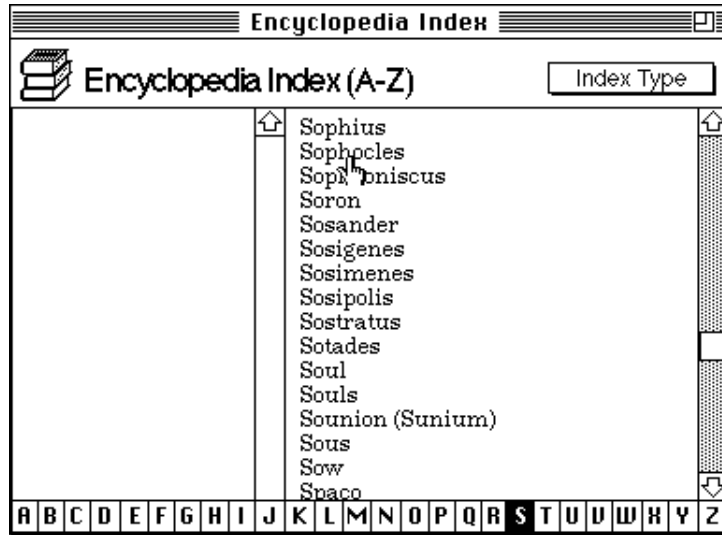 Encyclopedia Index
Encyclopedia Index (A-Z)
Index Type
Sophius
Sophocles
Soron
Sosander
Sosigenes
Sosimenes
Sosipolis
Sostratus
Sotades
Soul
Souls
Sounion (Sunium)
Sous
Sow
Spaco
A B C D E F G H I J K L M N O P Q R S T U V W X Y Z